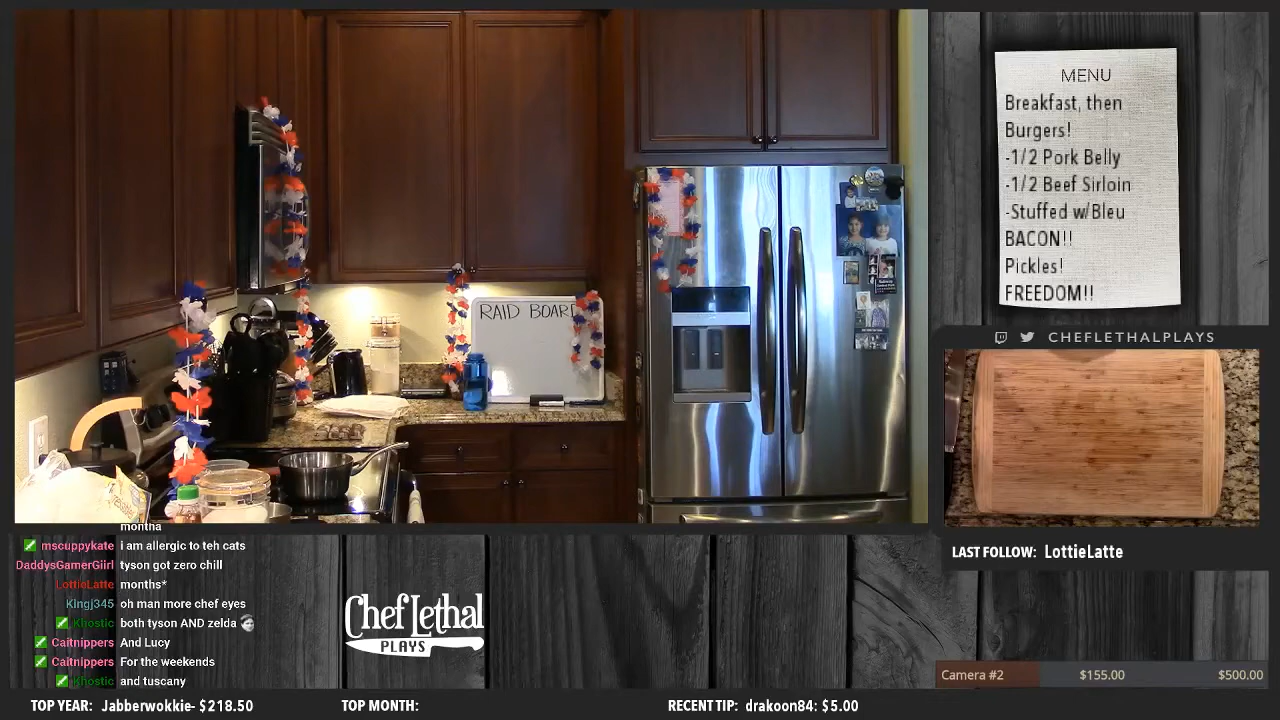 RAID BOARD
MENU
Breakfast, then
Burgers!
-1/2 Pork Belly
-1/2 Beef Sirloin
-Stuffed w/Bleu
BACON!!
Pickles!
FREEDOM!!
CHEFLETHALPLAYS
LAST FOLLOW: LottieLatte
montha
mscuppykate i am allergic to teh cats
DaddysGamerGiirl tyson got zero chill
LottieLatte months*
Kingj345 oh man more chef eyes
Khostic both tyson AND zelda
Caitnippers And Lucy
Caitnippers For the weekends
Khostic and tuscany
Chef Lethal
PLAYS
Camera #2 $155.00 $500.00
TOP YEAR: Jabberwokkie- $218.50
TOP MONTH:
RECENT TIP: drakoon84: $5.00